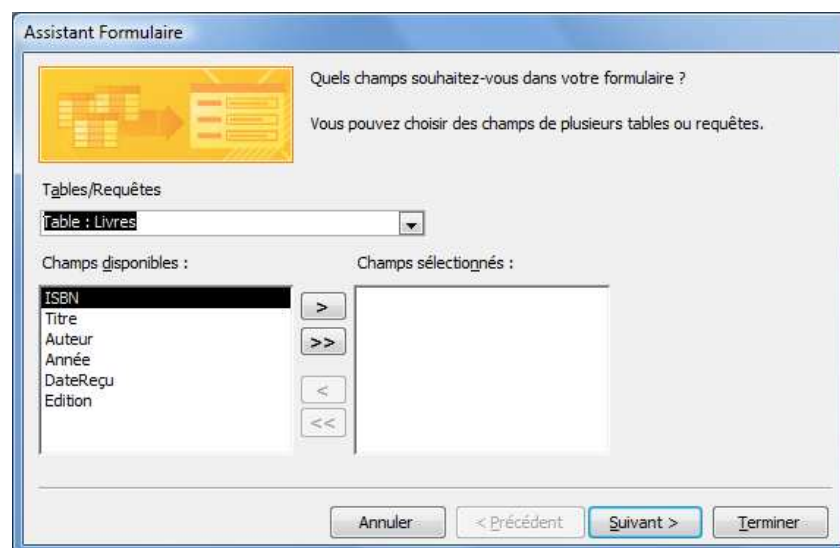 Assistant Formulaire
Quels champs souhaitez-vous dans votre formulaire ?
Vous pouvez choisir des champs de plusieurs tables ou requêtes.
Tables/Requêtes
Table : Livres
Champs disponibles :
Champs sélectionnés :
ISBN
Titre
Auteur
Année
DateReçu
Edition
>
>>
<
<<
Annuler
< Précédent
Suivant >
Terminer